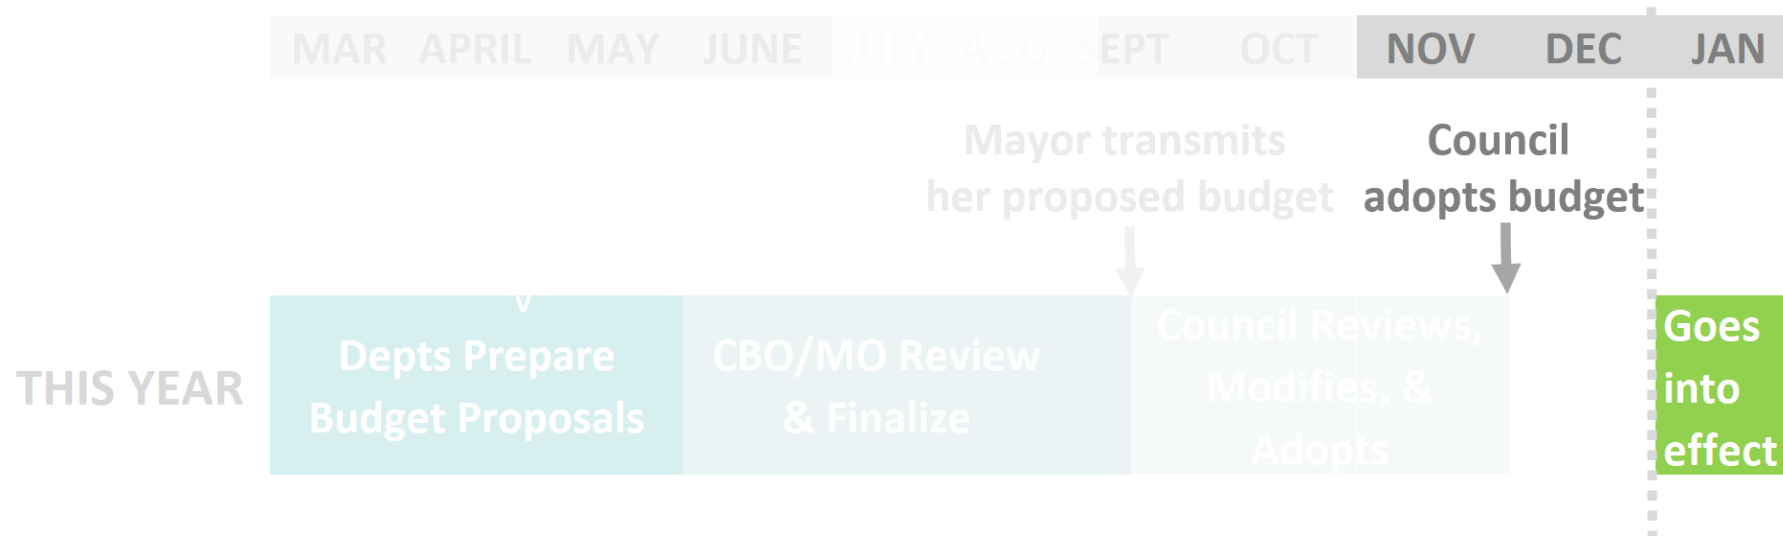 MAR APRIL MAY JUNE JULY AUG SEPT OCT NOV DEC JAN
Mayor transmits
her proposed budget
Council
adopts budget
THIS YEAR
Depts Prepare
Budget Proposals
CBO/MO Review
& Finalize
Council Reviews,
Modifies, &
Adopts
Goes
into
effect